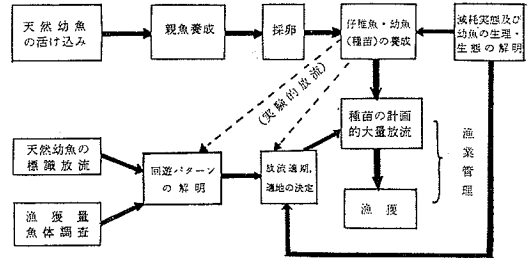 天然幼魚
の活け込み
親魚養成
採卵
仔稚魚・幼魚
(種苗)の養成
減耗実態及び
幼魚の生理・
生態の解明
(実験的放流)
種苗の計画
的大量放流
漁業管理
天然幼魚の
標識放流
回遊パターン
の解明
放流適期,
適地の決定
漁獲
漁獲量
魚体調査